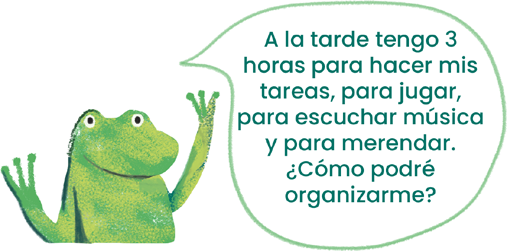 A la tarde tengo 3
horas para hacer mis
tareas, para jugar,
para escuchar música
y para merendar.
¿Cómo podré
organizarme?